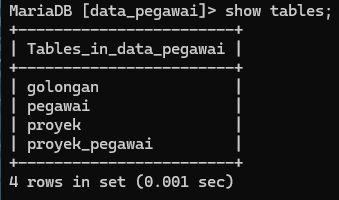 MariaDB [data_pegawai]> show tables;
+------------------------+
| Tables_in_data_pegawai |
+------------------------+
| golongan               |
| pegawai                |
| proyek                 |
| proyek_pegawai         |
+------------------------+
4 rows in set (0.001 sec)